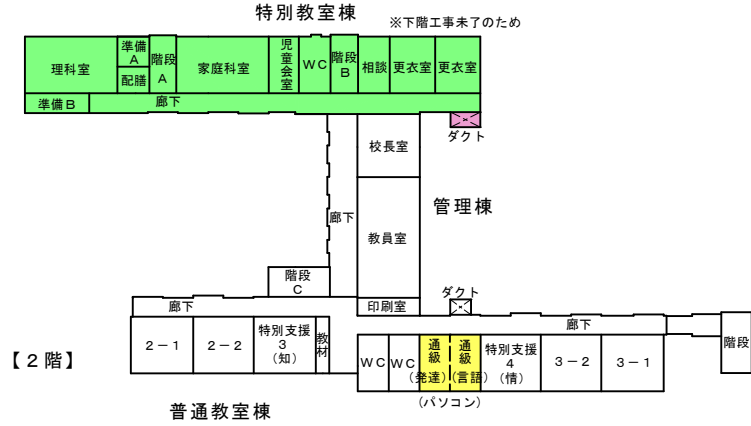 特別教室棟
※下階工事未了のため
理科室
準備
A
配膳
階段
A
家庭科室
児童会室
WC
階段
B
相談
更衣室
更衣室
準備B
廊下
ダクト
校長室
管理棟
廊下
教員室
階段
C
印刷室
ダクト
廊下
廊下
2-1
2-2
特別支援
3
(知)
教材
WC
WC
通級
(発達)
通級
(言語)
特別支援
4
(情)
3-2
3-1
階段
【2階】
(パソコン)
普通教室棟